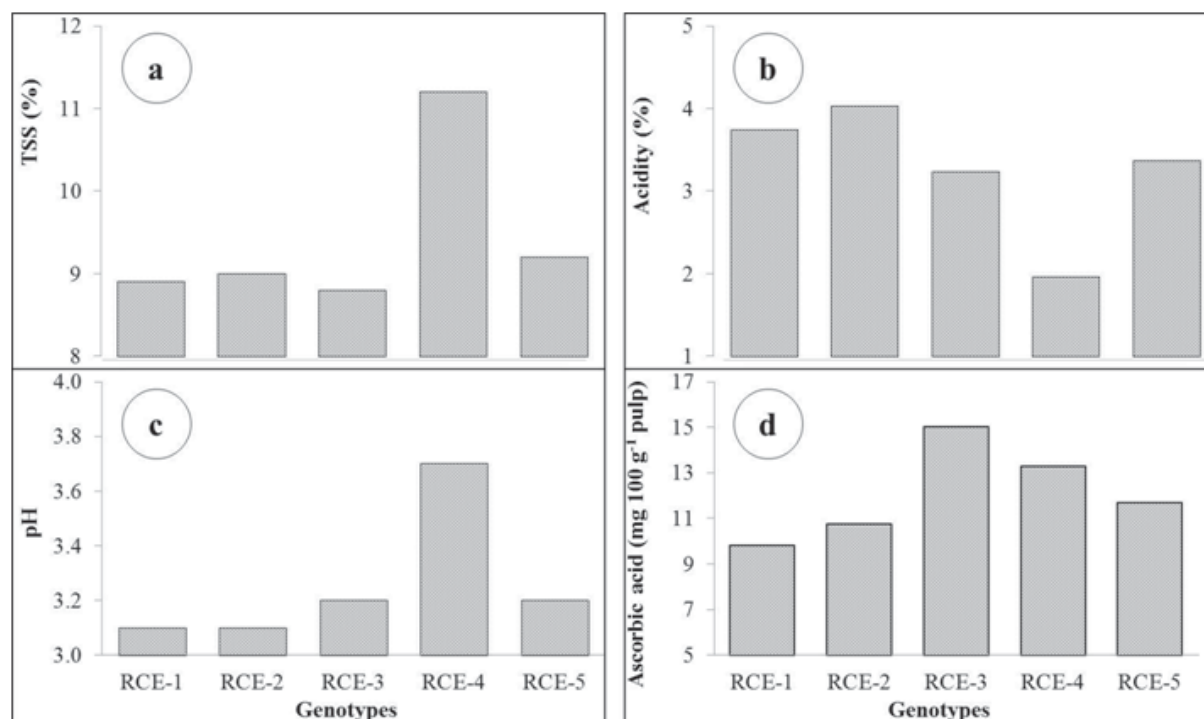 a
TSS (%)
12
11
10
9
8
b
Acidity (%)
5
4
3
2
1
c
pH
4.0
3.8
3.6
3.4
3.2
3.0
RCE-1 RCE-2 RCE-3 RCE-4 RCE-5
Genotypes
d
Ascorbic acid (mg 100 g⁻¹ pulp)
17
15
13
11
9
7
5
RCE-1 RCE-2 RCE-3 RCE-4 RCE-5
Genotypes